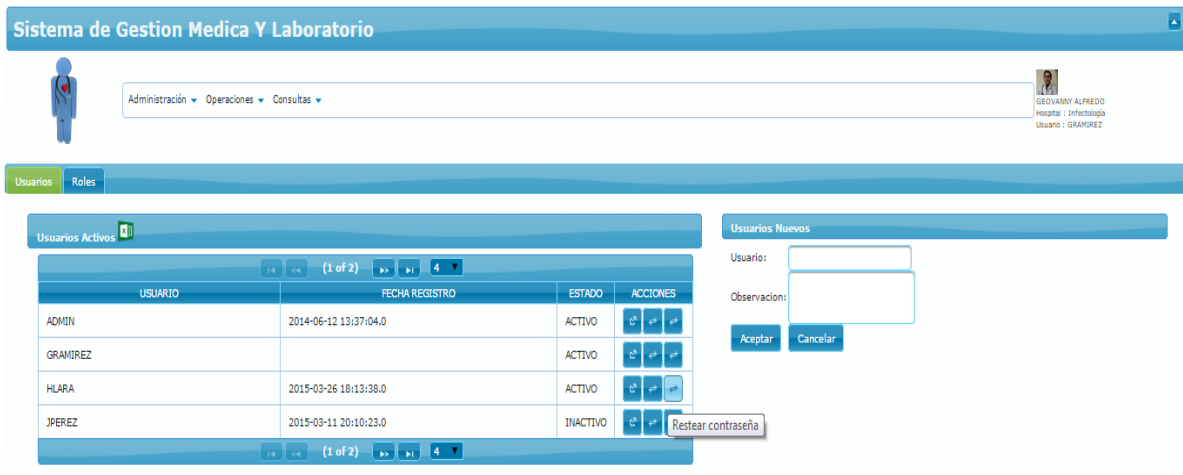 Sistema de Gestion Medica Y Laboratorio
Administración Operaciones Consultas
GEOVANNY ALFREDO
Hospital : Infectología
Usuario : GRAMIREZ
Usuarios Roles
Usuarios Activos
(1 of 2) 4
USUARIO FECHA REGISTRO ESTADO ACCIONES
ADMIN 2014-06-12 13:37:04.0 ACTIVO
GRAMIREZ ACTIVO
HLARA 2015-03-26 18:13:38.0 ACTIVO
JPEREZ 2015-03-11 20:10:23.0 INACTIVO
Restear contraseña
(1 of 2) 4
Usuarios Nuevos
Usuario:
Observacion:
Aceptar Cancelar